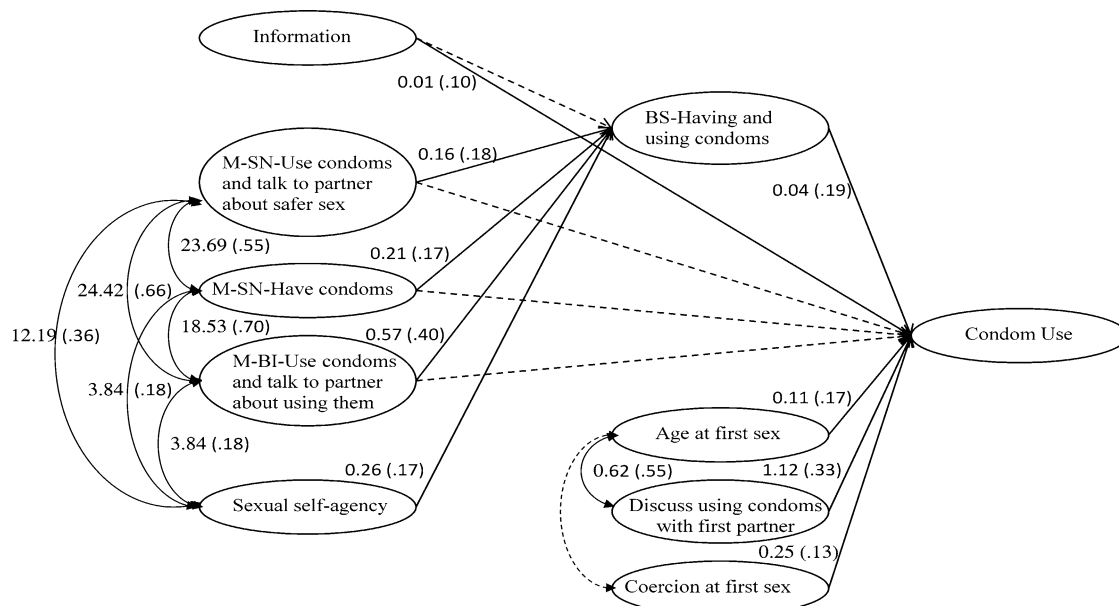 Information
0.01 (.10)
BS-Having and
using condoms
M-SN-Use condoms
and talk to partner
about safer sex
0.16 (.18)
0.04 (.19)
23.69 (.55)
0.21 (.17)
24.42 (.66)
M-SN-Have condoms
12.19 (.36)
18.53 (.70)
0.57 (.40)
Condom Use
M-BI-Use condoms
and talk to partner
about using them
3.84 (.18)
0.11 (.17)
Age at first sex
3.84 (.18)
0.62 (.55)
1.12 (.33)
0.26 (.17)
Sexual self-agency
Discuss using condoms
with first partner
0.25 (.13)
Coercion at first sex